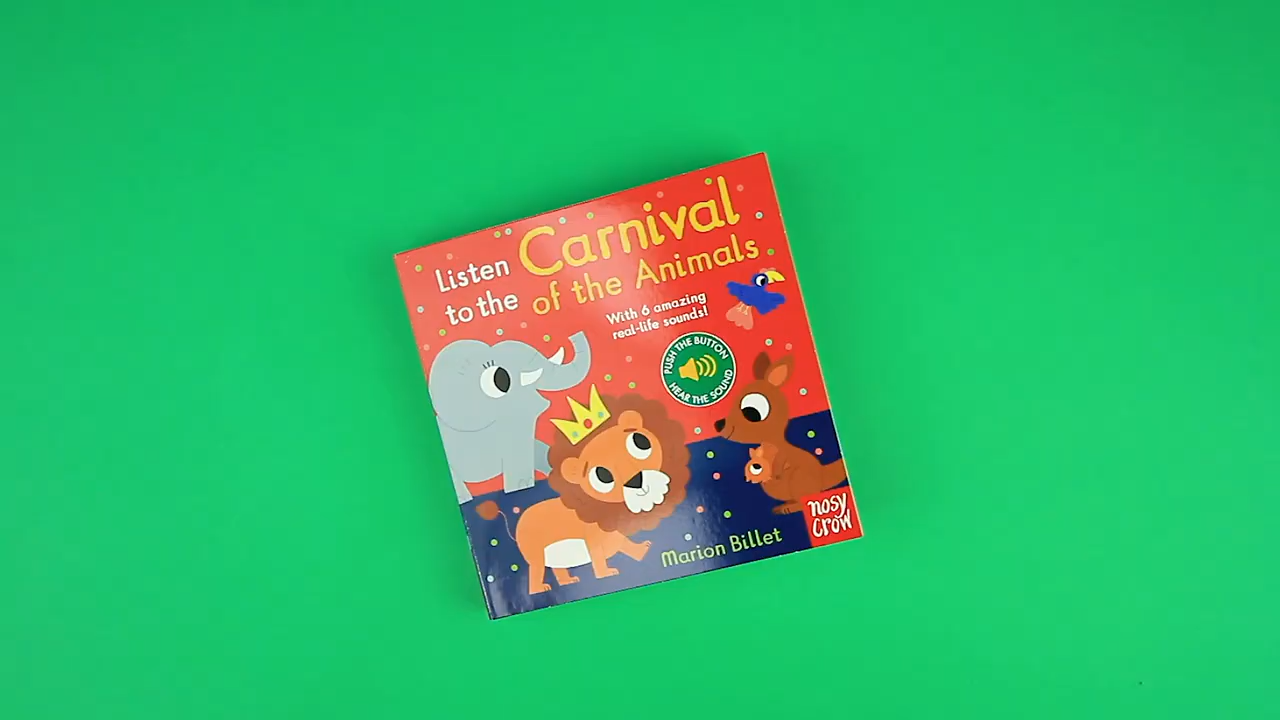 Listen
to the
Carnival
of the Animals
With 6 amazing
real-life sounds!
PUSH THE BUTTON
HEAR THE SOUND
Marion Billet
nosy
crow